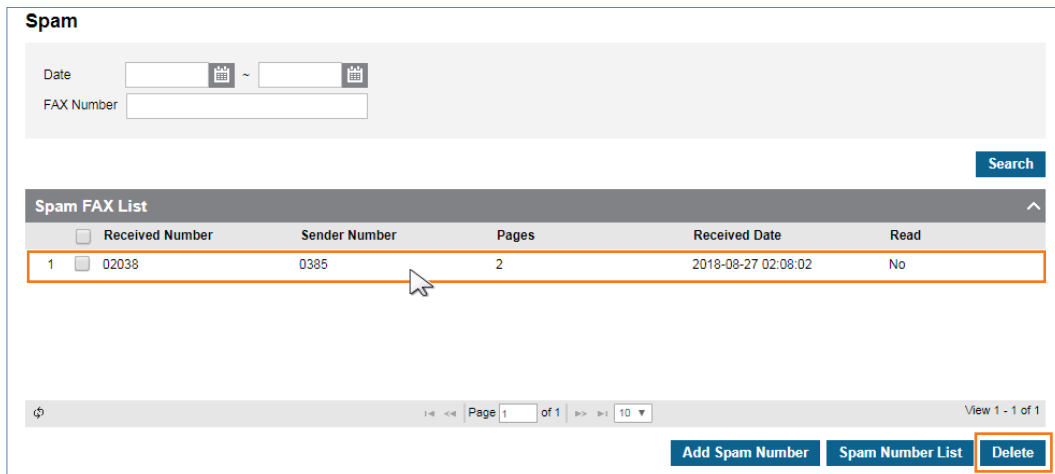 Spam
Date ~
FAX Number
Search
Spam FAX List
Received Number Sender Number Pages Received Date Read
1 02038 0385 2 2018-08-27 02:08:02 No
Page 1 of 1 10 View 1 - 1 of 1
Add Spam Number Spam Number List Delete